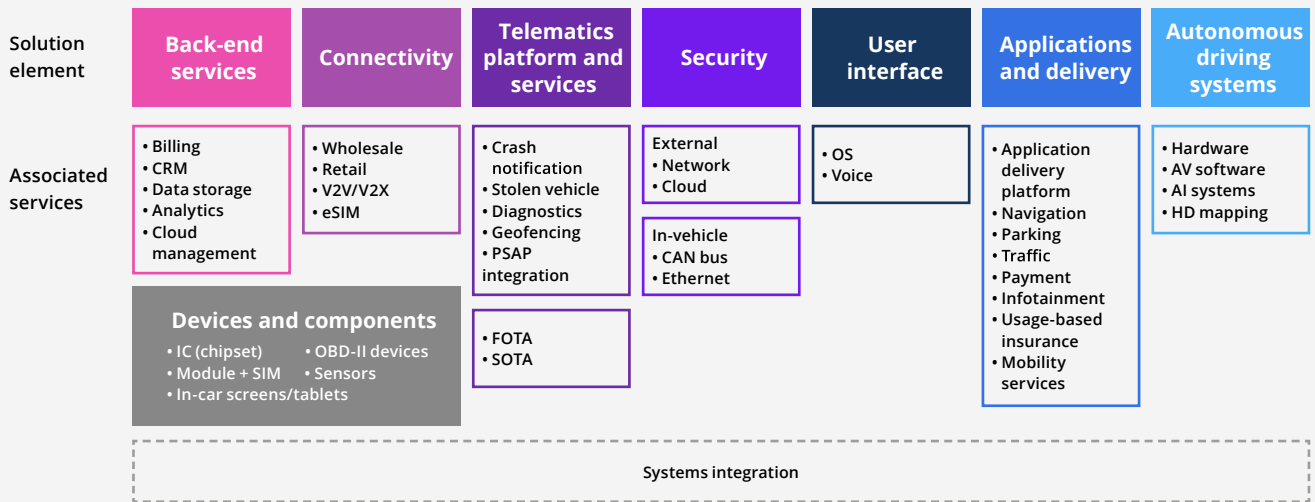 Solution
element
Back-end
services
Connectivity
Telematics
platform and
services
Security
User
interface
Applications
and delivery
Autonomous
driving
systems
Associated
services
• Billing
• CRM
• Data storage
• Analytics
• Cloud
management
• Wholesale
• Retail
• V2V/V2X
• eSIM
• Crash
notification
• Stolen vehicle
• Diagnostics
• Geofencing
• PSAP
integration
• FOTA
• SOTA
External
• Network
• Cloud
In-vehicle
• CAN bus
• Ethernet
• OS
• Voice
• Application
delivery
platform
• Navigation
• Parking
• Traffic
• Payment
• Infotainment
• Usage-based
insurance
• Mobility
services
• Hardware
• AV software
• AI systems
• HD mapping
Devices and components
• IC (chipset) • OBD-II devices
• Module + SIM • Sensors
• In-car screens/tablets
Systems integration